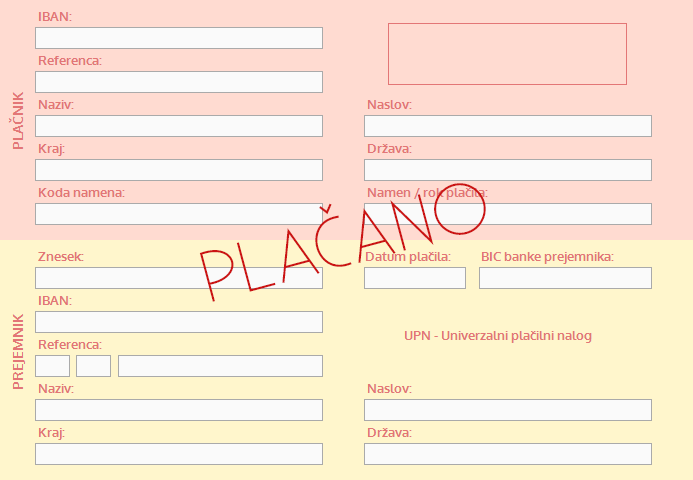 IBAN:
Referenca:
PLAČNIK
Naziv:
Naslov:
Kraj:
Država:
Koda namena:
Namen / rok plačila:
PLAČANO
Znesek:
Datum plačila:
BIC banke prejemnika:
IBAN:
PREJEMNIK
UPN - Univerzalni plačilni nalog
Referenca:
Naziv:
Naslov:
Kraj:
Država: